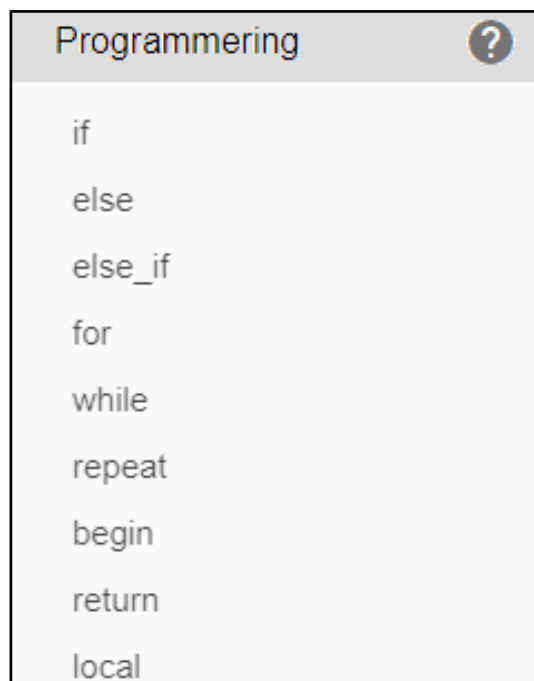 Programmering ?
if
else
else_if
for
while
repeat
begin
return
local